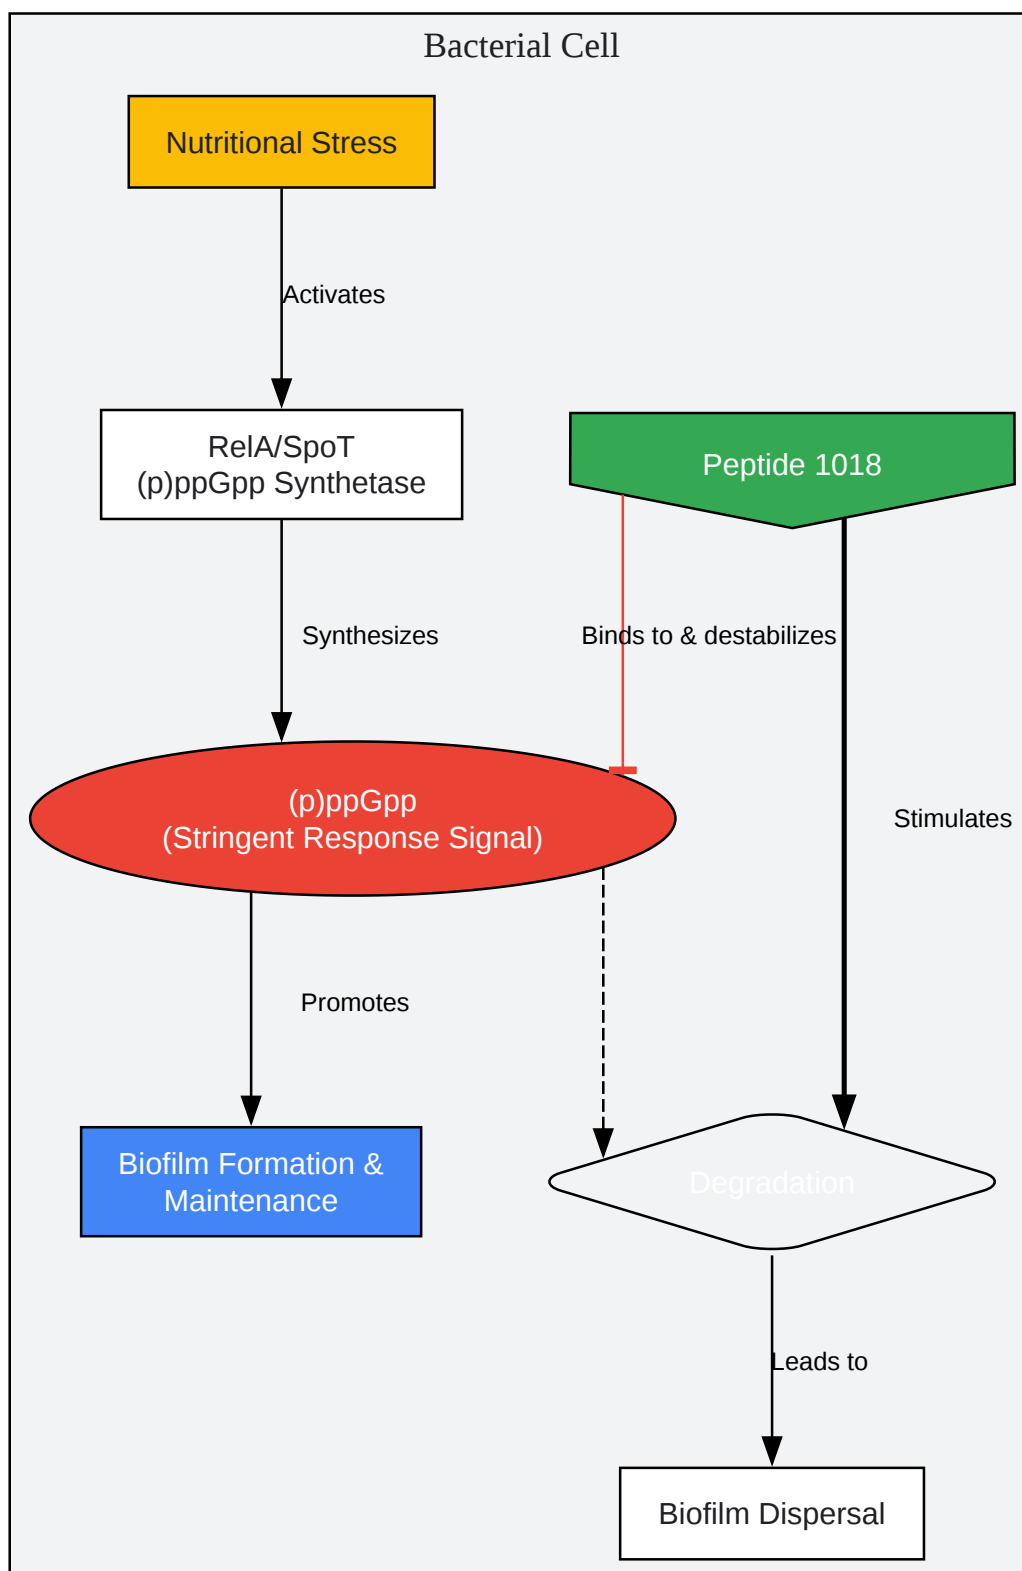 Bacterial Cell
Nutritional Stress
Activates
RelA/SpoT
(p)ppGpp Synthetase
Peptide 1018
Synthesizes
Binds to & destabilizes
(p)ppGpp
(Stringent Response Signal)
Stimulates
Promotes
Biofilm Formation &
Maintenance
Degradation
Leads to
Biofilm Dispersal